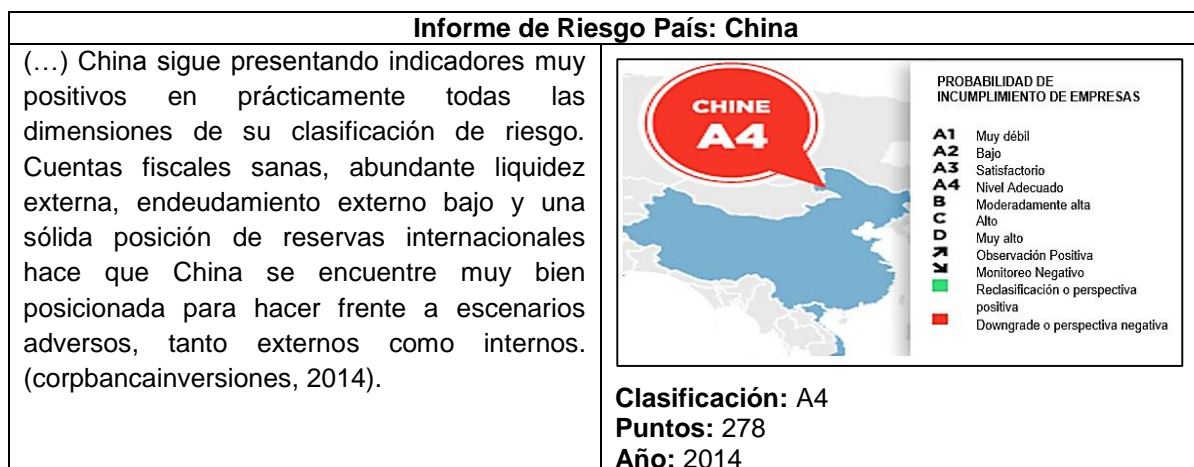 Informe de Riesgo País: China
(…) China sigue presentando indicadores muy
positivos en prácticamente todas las
dimensiones de su clasificación de riesgo.
Cuentas fiscales sanas, abundante liquidez
externa, endeudamiento externo bajo y una
sólida posición de reservas internacionales
hace que China se encuentre muy bien
posicionada para hacer frente a escenarios
adversos, tanto externos como internos.
(corpbancainversiones, 2014).
CHINE
A4
PROBABILIDAD DE
INCUMPLIMIENTO DE EMPRESAS
A1 Muy débil
A2 Bajo
A3 Satisfactorio
A4 Nivel Adecuado
B Moderadamente alta
C Alto
D Muy alto
Observación Positiva
Monitoreo Negativo
Reclasificación o perspectiva
positiva
Downgrade o perspectiva negativa
Clasificación: A4
Puntos: 278
Año: 2014